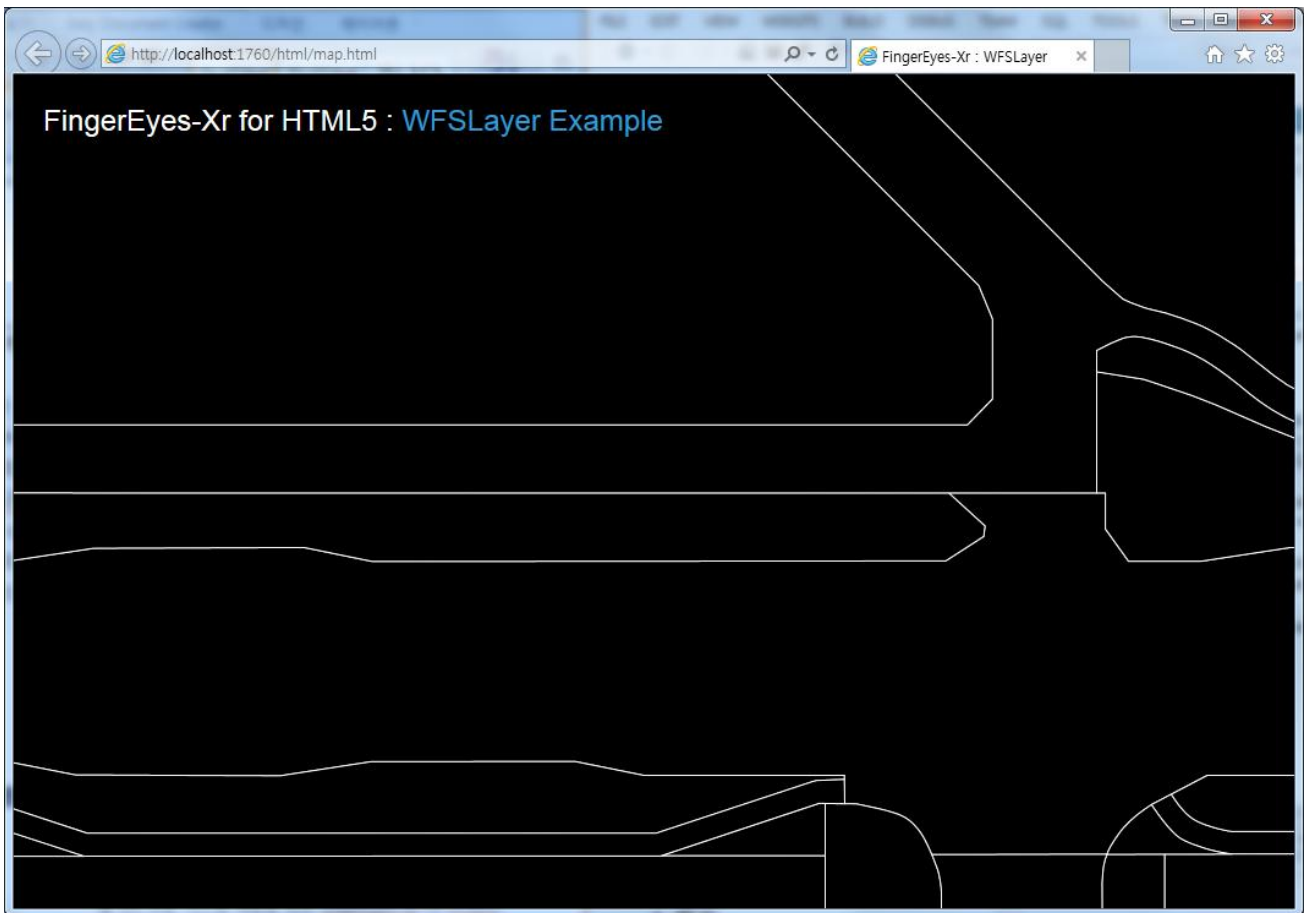 http://localhost:1760/html/map.html
FingerEyes-Xr : WFSLayer
FingerEyes-Xr for HTML5 : WFSLayer Example